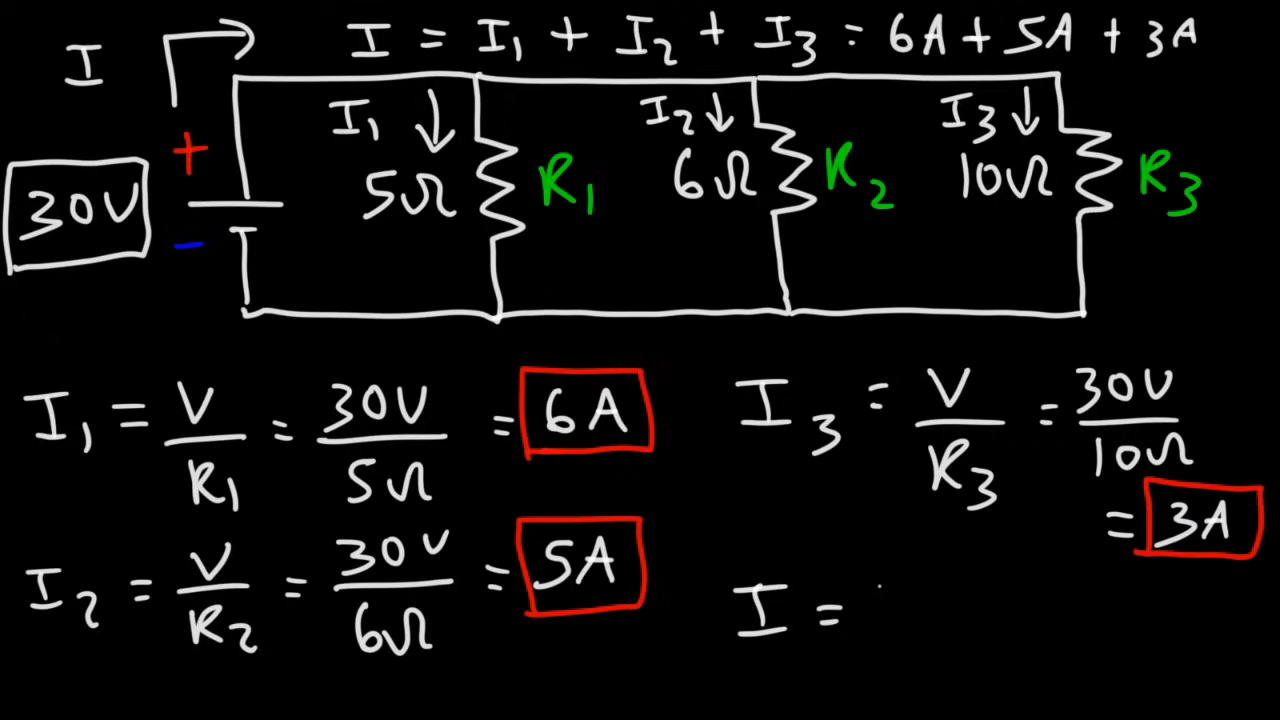 I
I = I₁ + I₂ + I₃ = 6A + 5A + 3A
I₁ ↓ I₂ ↓ I₃ ↓
+
30V 5Ω R₁ 6Ω R₂ 10Ω R₃
-
I₁ = V/R₁ = 30V/5Ω = 6A
I₂ = V/R₂ = 30V/6Ω = 5A
I₃ = V/R₃ = 30V/10Ω
= 3A
I =